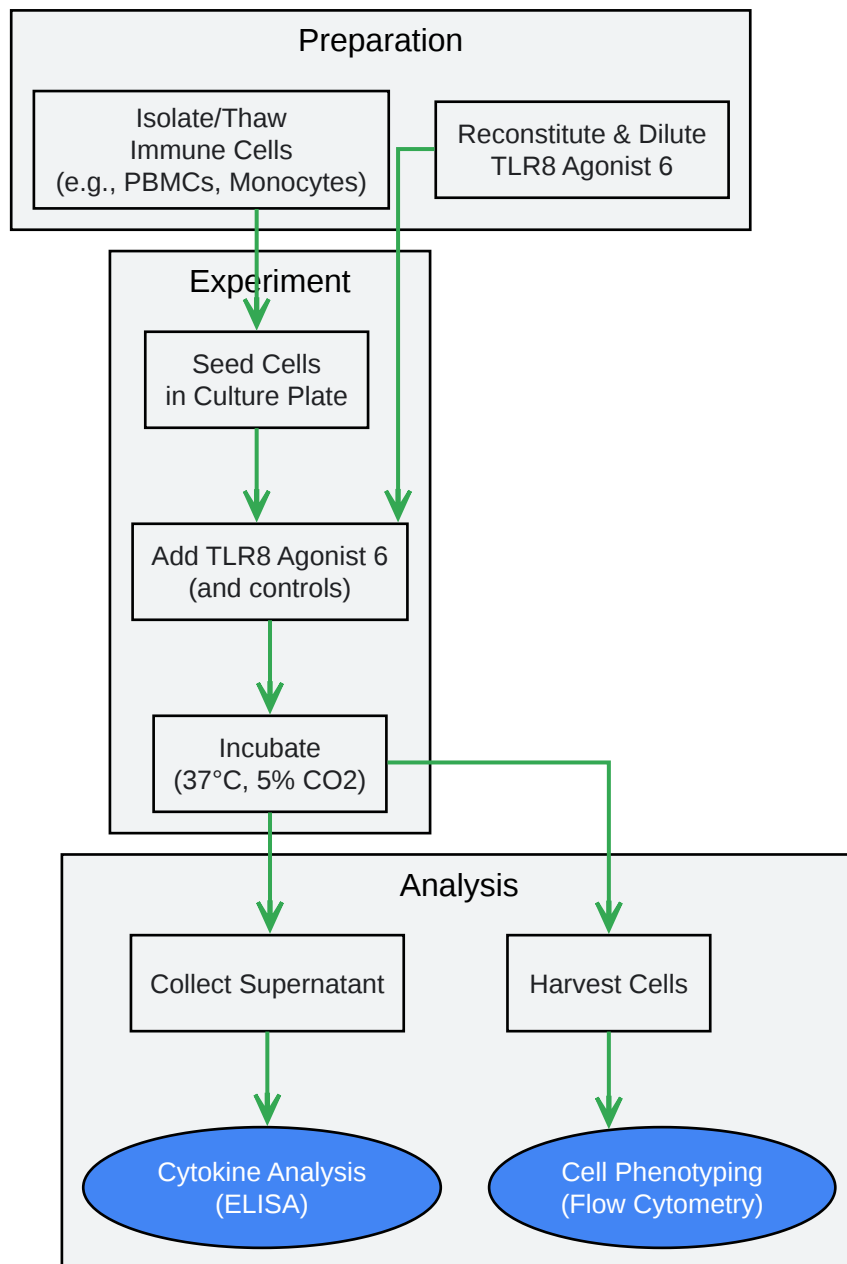 Preparation
Isolate/Thaw
Immune Cells
(e.g., PBMCs, Monocytes)
Reconstitute & Dilute
TLR8 Agonist 6
Experiment
Seed Cells
in Culture Plate
Add TLR8 Agonist 6
(and controls)
Incubate
(37°C, 5% CO2)
Analysis
Collect Supernatant
Harvest Cells
Cytokine Analysis
(ELISA)
Cell Phenotyping
(Flow Cytometry)